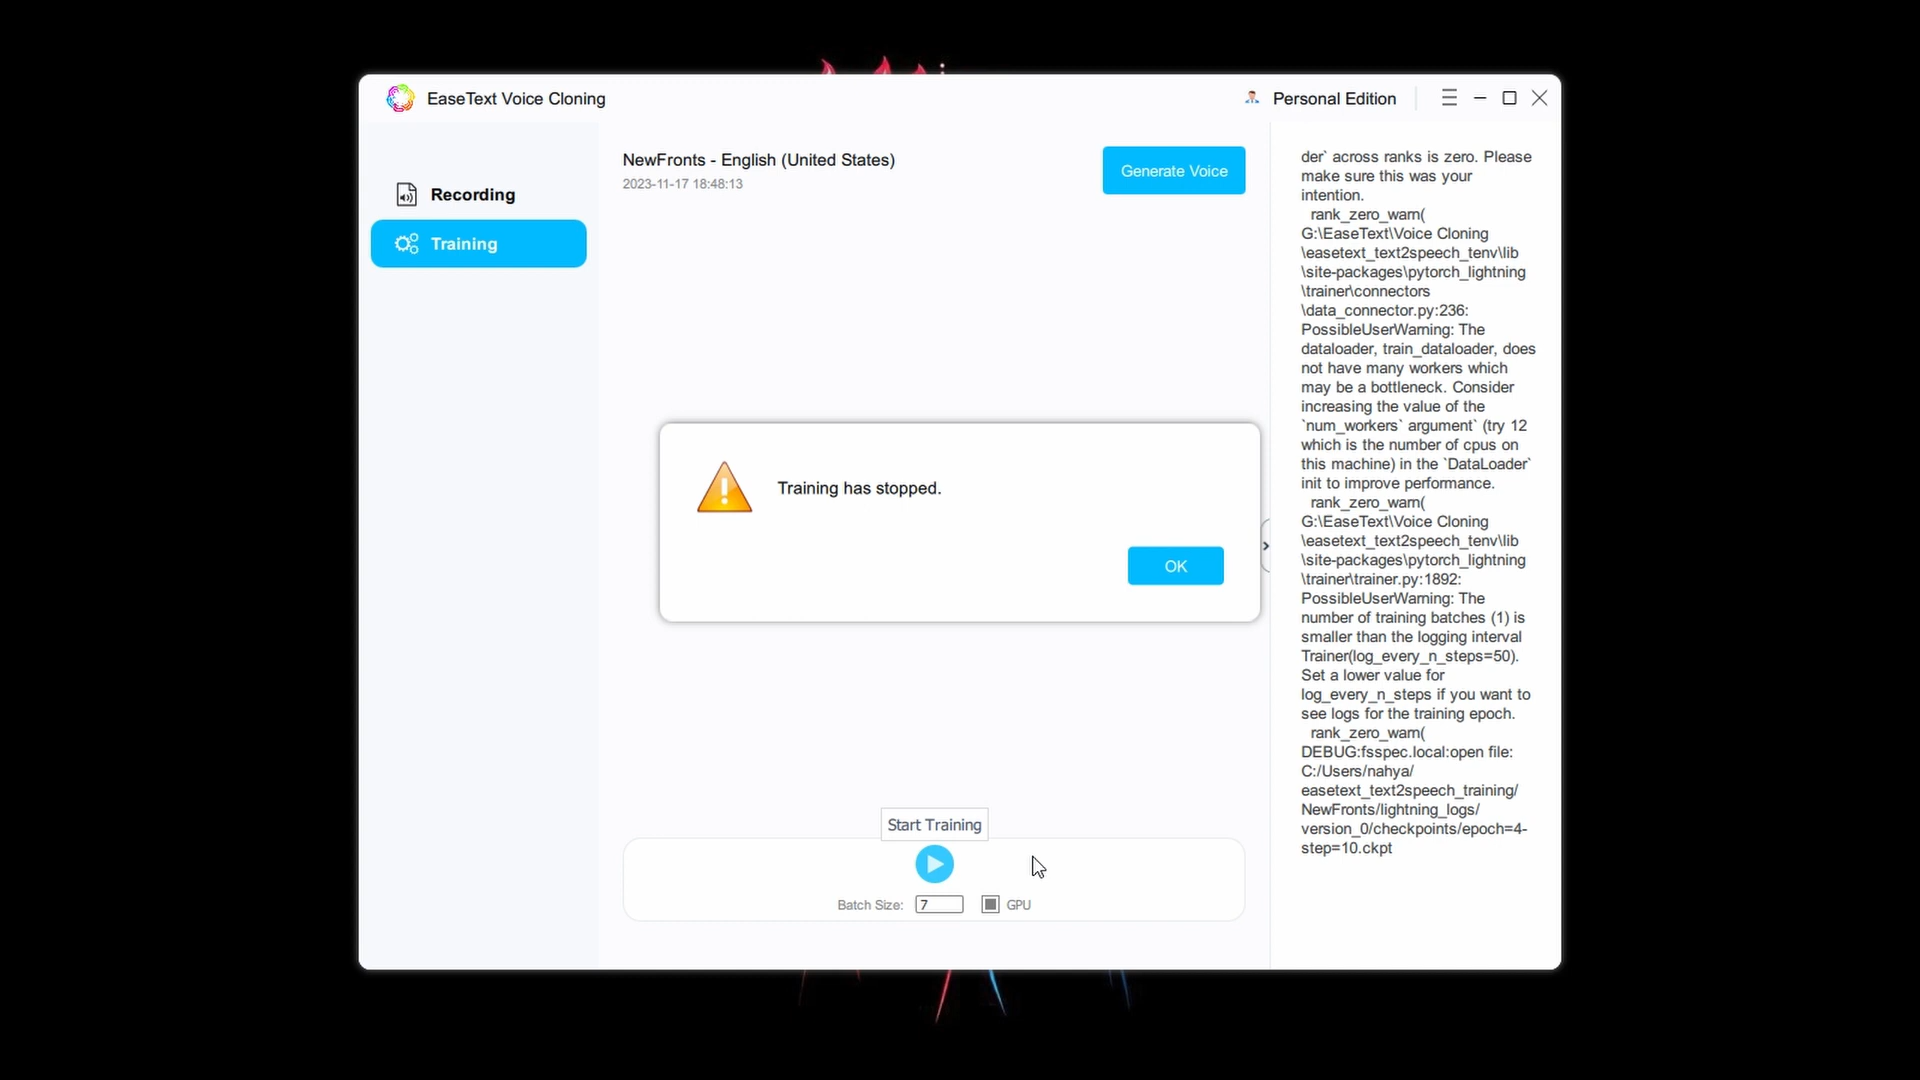 EaseText Voice Cloning
Personal Edition
Recording
Training
NewFronts - English (United States)
2023-11-17 18:48:13
Generate Voice
Training has stopped.
OK
Start Training
Batch Size: 7 GPU
der` across ranks is zero. Please
make sure this was your
intention.
rank_zero_warn(
G:\EaseText\Voice Cloning
\easetext_text2speech_tenv\lib
\site-packages\pytorch_lightning
\trainer\connectors
\data_connector.py:236:
PossibleUserWarning: The
dataloader, train_dataloader, does
not have many workers which
may be a bottleneck. Consider
increasing the value of the
`num_workers` argument` (try 12
which is the number of cpus on
this machine) in the `DataLoader`
init to improve performance.
rank_zero_warn(
G:\EaseText\Voice Cloning
\easetext_text2speech_tenv\lib
\site-packages\pytorch_lightning
\trainer\trainer.py:1892:
PossibleUserWarning: The
number of training batches (1) is
smaller than the logging interval
Trainer(log_every_n_steps=50).
Set a lower value for
log_every_n_steps if you want to
see logs for the training epoch.
rank_zero_warn(
DEBUG:fsspec.local:open file:
C:/Users/nahya/
easetext_text2speech_training/
NewFronts/lightning_logs/
version_0/checkpoints/epoch=4-
step=10.ckpt